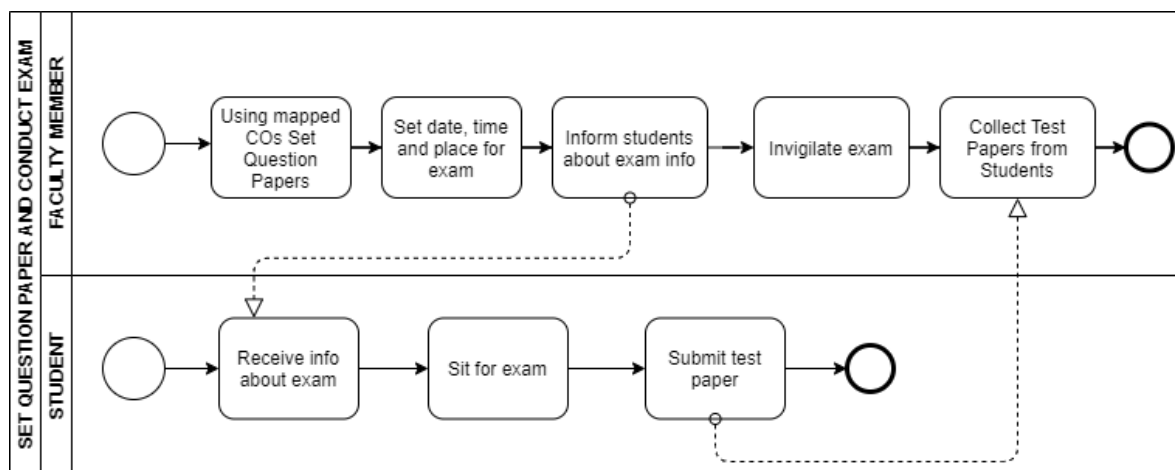 SET QUESTION PAPER AND CONDUCT EXAM
FACULTY MEMBER
Using mapped
COs Set
Question
Papers
Set date, time
and place for
exam
Inform students
about exam info
Invigilate exam
Collect Test
Papers from
Students
STUDENT
Receive info
about exam
Sit for exam
Submit test
paper